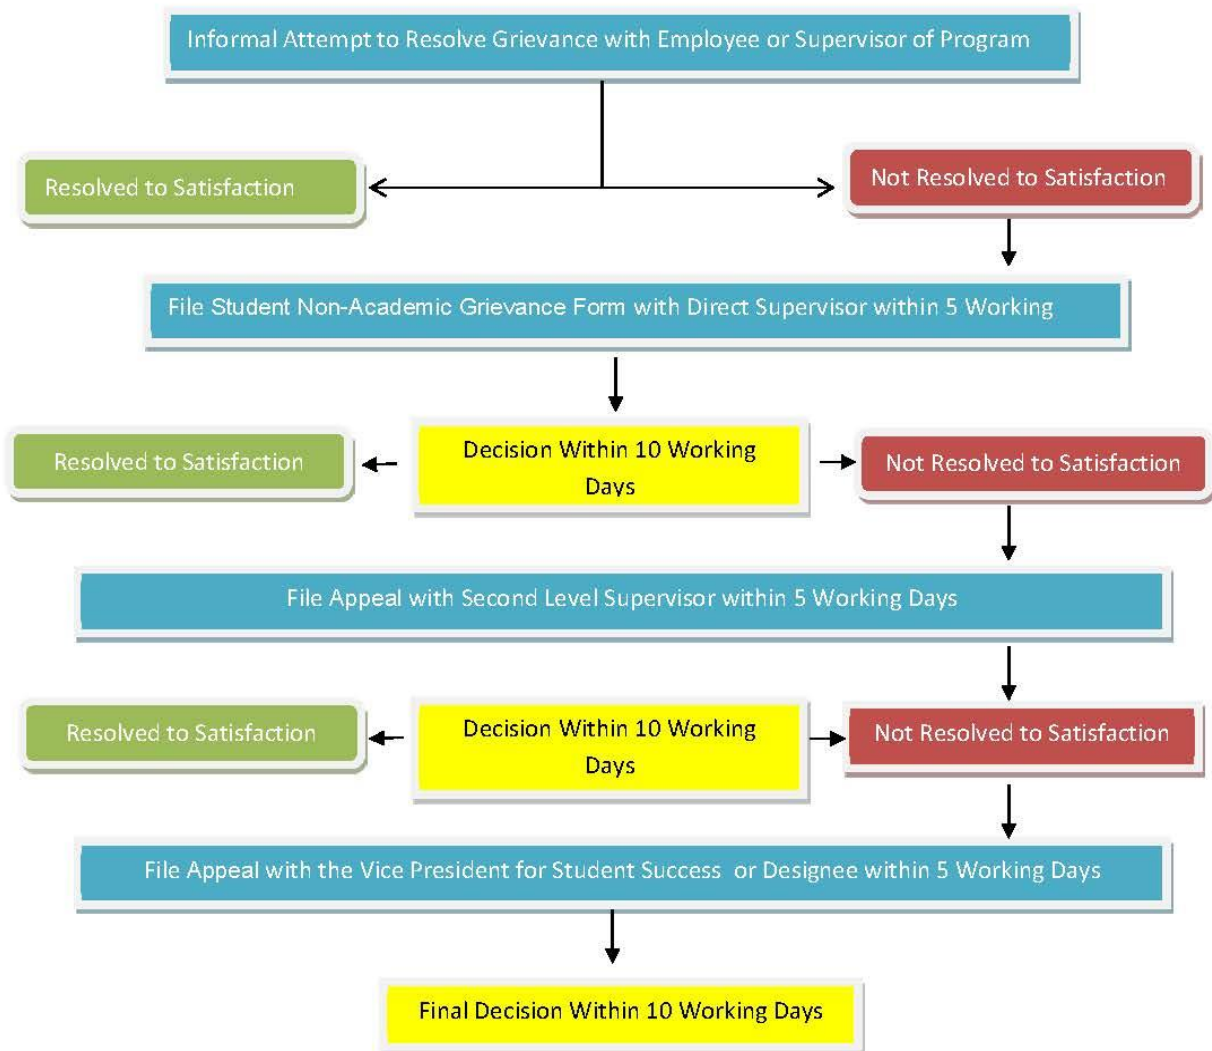 Informal Attempt to Resolve Grievance with Employee or Supervisor of Program
Resolved to Satisfaction
Not Resolved to Satisfaction
File Student Non-Academic Grievance Form with Direct Supervisor within 5 Working
Resolved to Satisfaction
Decision Within 10 Working
Days
Not Resolved to Satisfaction
File Appeal with Second Level Supervisor within 5 Working Days
Resolved to Satisfaction
Decision Within 10 Working
Days
Not Resolved to Satisfaction
File Appeal with the Vice President for Student Success or Designee within 5 Working Days
Final Decision Within 10 Working Days